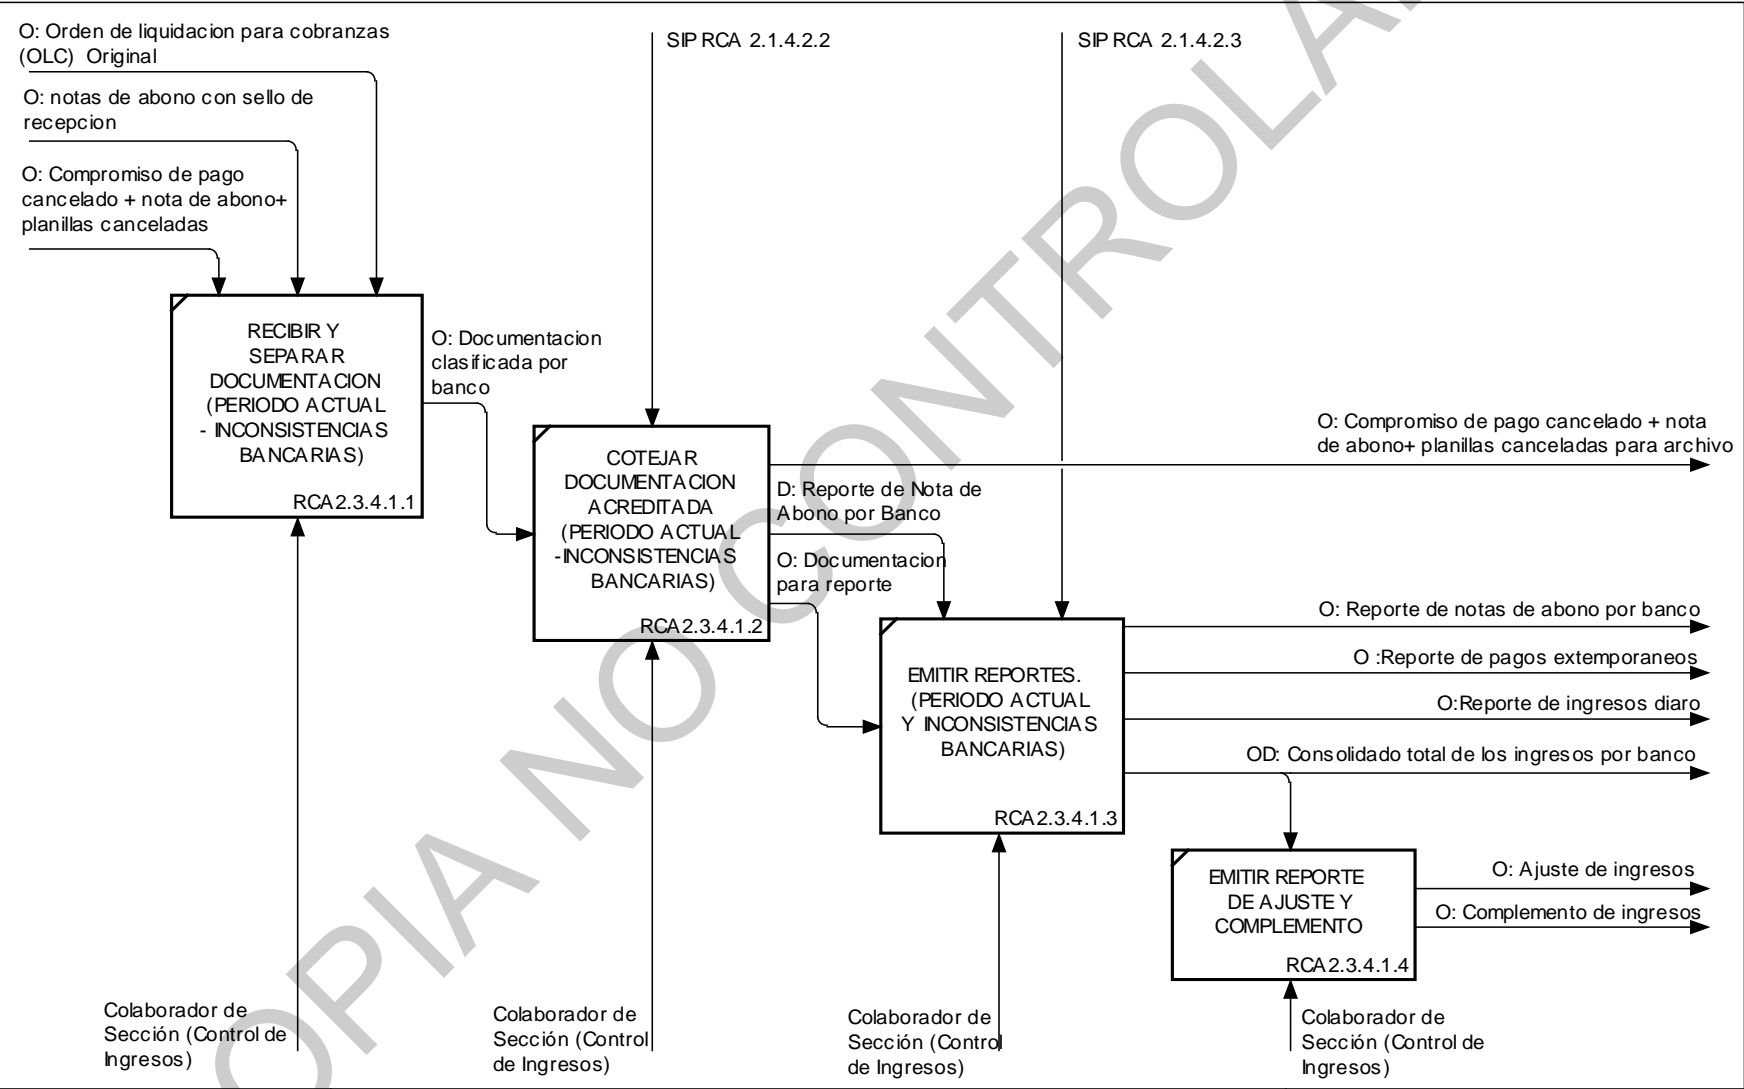 O: Orden de liquidacion para cobranzas
(OLC) Original
O: notas de abono con sello de
recepcion
O: Compromiso de pago
cancelado + nota de abono+
planillas canceladas
SIP RCA 2.1.4.2.2
SIP RCA 2.1.4.2.3
RECIBIR Y
SEPARAR
DOCUMENTACION
(PERIODO ACTUAL
- INCONSISTENCIAS
BANCARIAS)
RCA2.3.4.1.1
O: Documentacion
clasificada por
banco
COTEJAR
DOCUMENTACION
ACREDITADA
(PERIODO ACTUAL
-INCONSISTENCIAS
BANCARIAS)
RCA2.3.4.1.2
O: Compromiso de pago cancelado + nota
de abono+ planillas canceladas para archivo
D: Reporte de Nota de
Abono por Banco
O: Documentacion
para reporte
EMITIR REPORTES.
(PERIODO ACTUAL
Y INCONSISTENCIAS
BANCARIAS)
RCA2.3.4.1.3
O: Reporte de notas de abono por banco
O :Reporte de pagos extemporaneos
O:Reporte de ingresos diaro
OD: Consolidado total de los ingresos por banco
EMITIR REPORTE
DE AJUSTE Y
COMPLEMENTO
RCA2.3.4.1.4
O: Ajuste de ingresos
O: Complemento de ingresos
Colaborador de
Sección (Control de
Ingresos)
Colaborador de
Sección (Control
de Ingresos)
Colaborador de
Sección (Control
de Ingresos)
Colaborador de
Sección (Control de
Ingresos)
OPIA NO CONTROLA